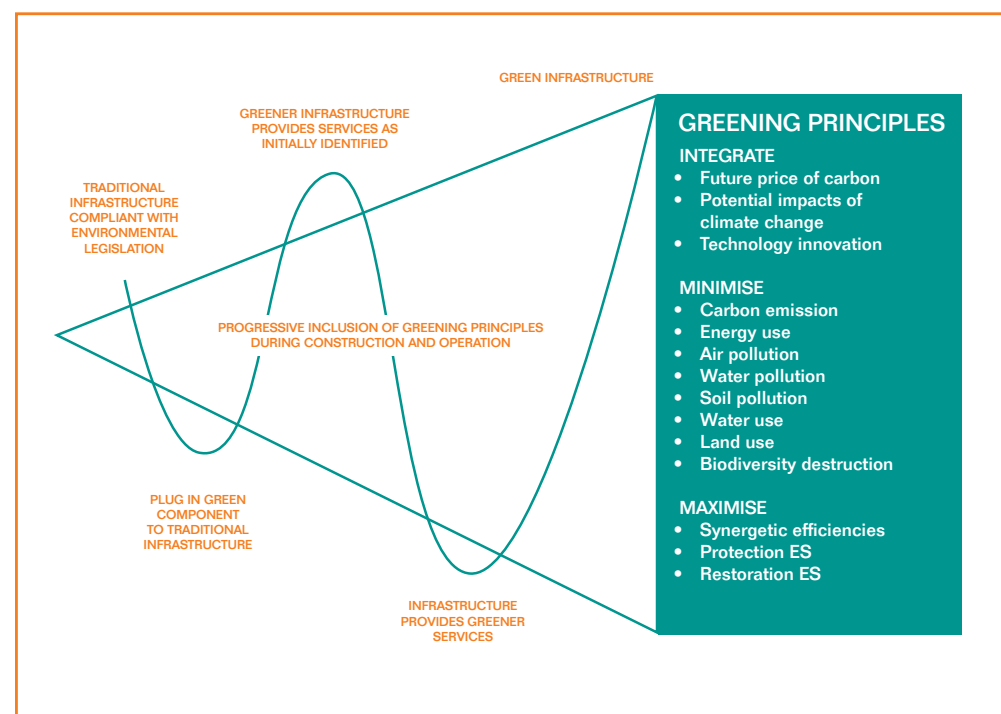 GREEN INFRASTRUCTURE
GREENER INFRASTRUCTURE
PROVIDES SERVICES AS
INITIALLY IDENTIFIED
TRADITIONAL
INFRASTRUCTURE
COMPLIANT WITH
ENVIRONMENTAL
LEGISLATION
PROGRESSIVE INCLUSION OF GREENING PRINCIPLES
DURING CONSTRUCTION AND OPERATION
PLUG IN GREEN
COMPONENT
TO TRADITIONAL
INFRASTRUCTURE
INFRASTRUCTURE
PROVIDES GREENER
SERVICES
GREENING PRINCIPLES
INTEGRATE
• Future price of carbon
• Potential impacts of
climate change
• Technology innovation
MINIMISE
• Carbon emission
• Energy use
• Air pollution
• Water pollution
• Soil pollution
• Water use
• Land use
• Biodiversity destruction
MAXIMISE
• Synergetic efficiencies
• Protection ES
• Restoration ES